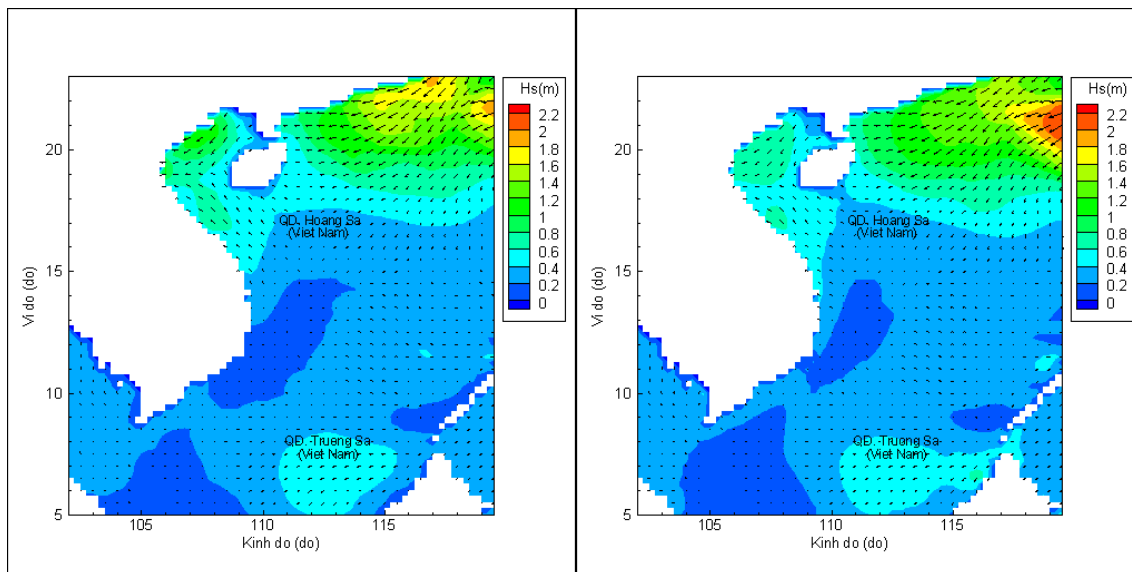 Hs(m)
2.2
2
1.8
1.6
1.4
1.2
1
0.8
0.6
0.4
0.2
0
20
15
10
5
Vi do (do)
QD. Hoang Sa
(Viet Nam)
QD. Truong Sa
(Viet Nam)
105
110
115
Kinh do (do)
Hs(m)
2.2
2
1.8
1.6
1.4
1.2
1
0.8
0.6
0.4
0.2
0
20
15
10
5
Vi do (do)
QD. Hoang Sa
(Viet Nam)
QD. Truong Sa
(Viet Nam)
105
110
115
Kinh do (do)